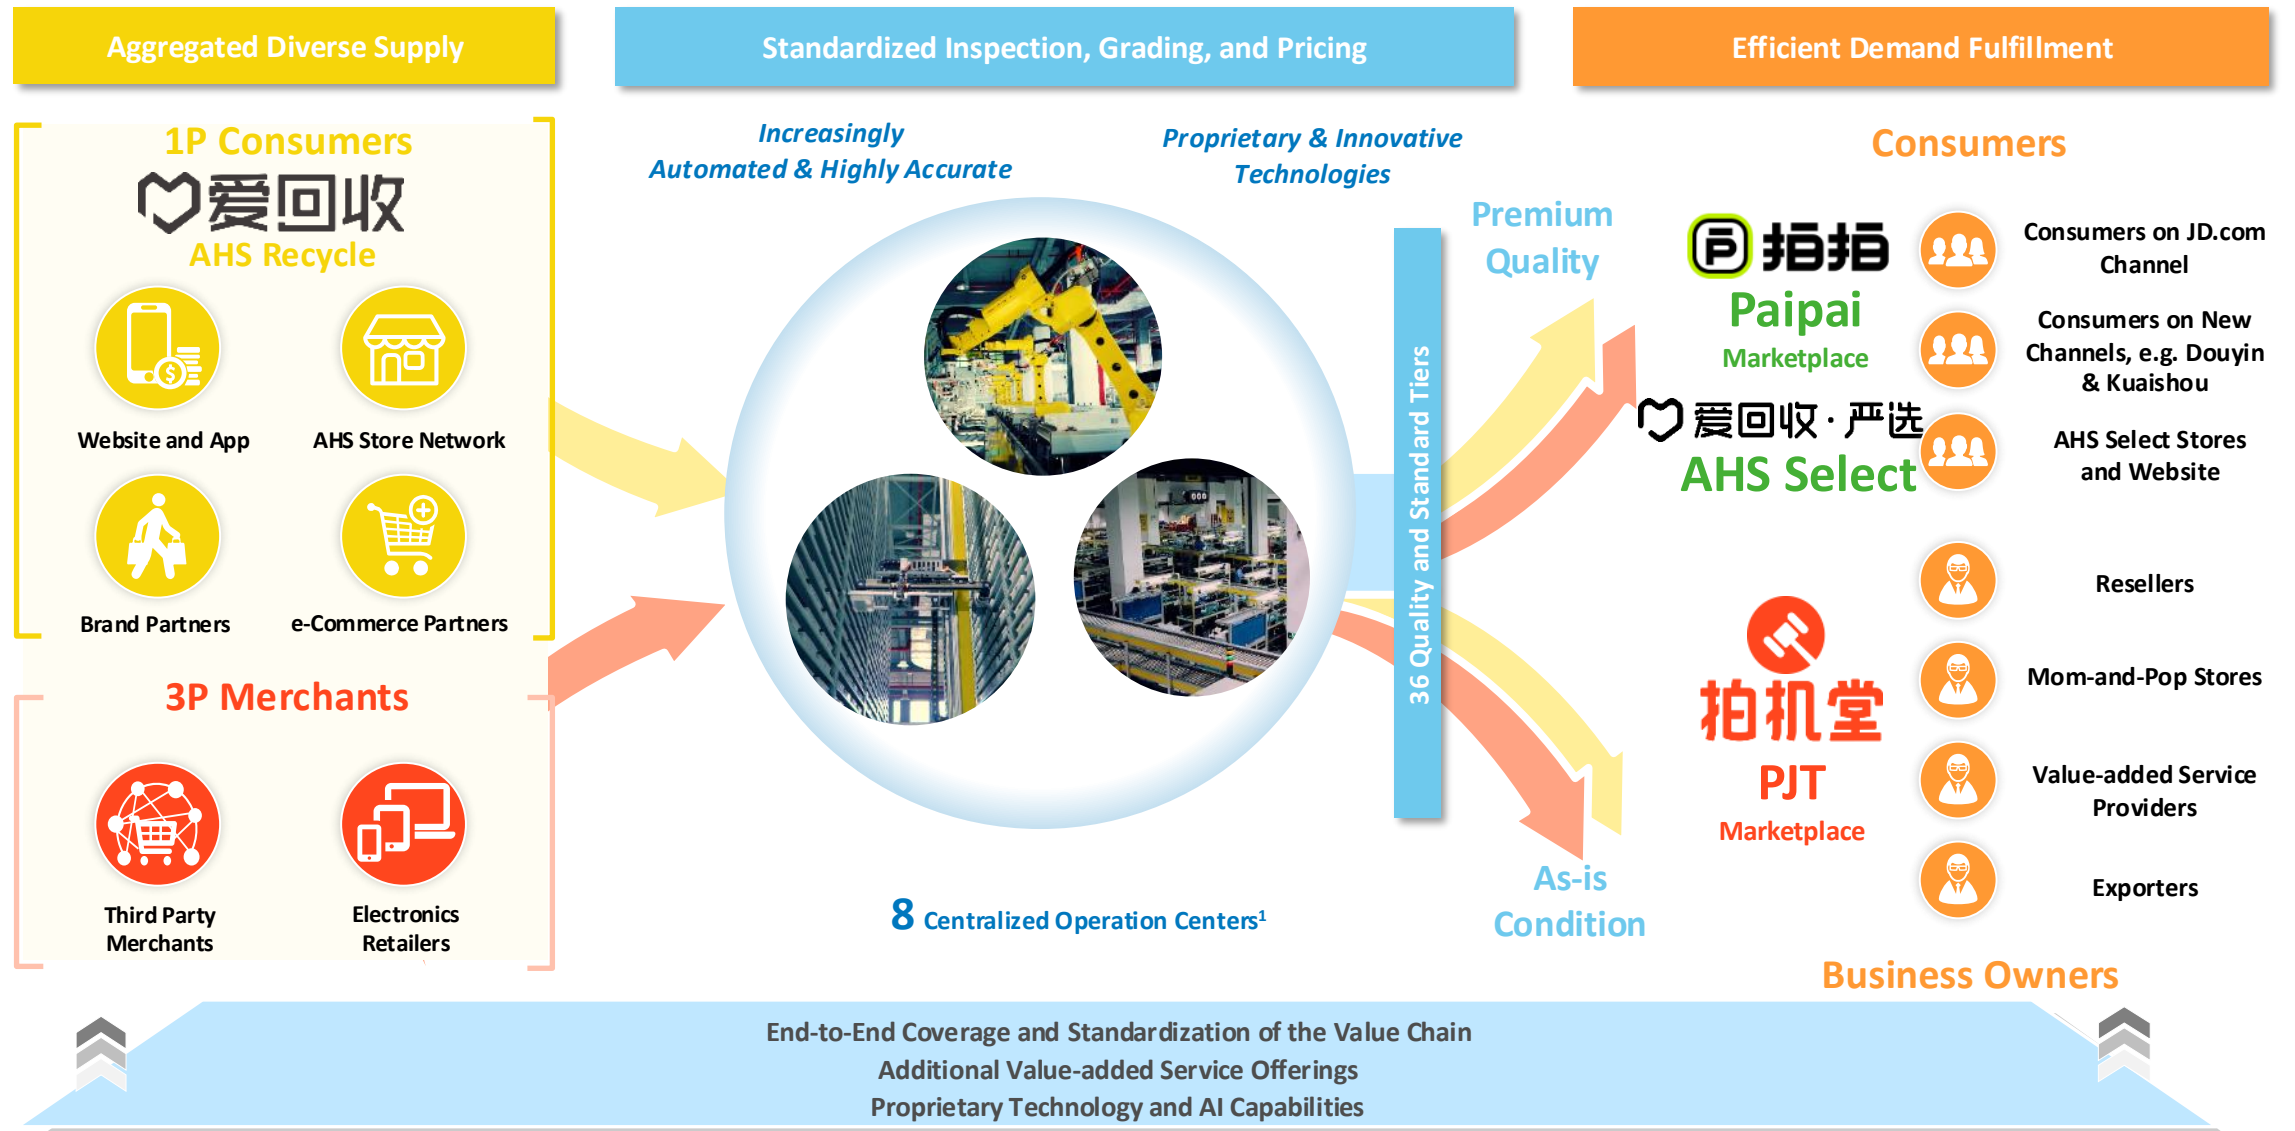 Aggregated Diverse Supply
1P Consumers
爱回收
AHS Recycle
Website and App
AHS Store Network
Brand Partners
e-Commerce Partners
3P Merchants
Third Party
Merchants
Electronics
Retailers
Standardized Inspection, Grading, and Pricing
Increasingly
Automated & Highly Accurate
Proprietary & Innovative
Technologies
8 Centralized Operation Centers1
36 Quality and Standard Tiers
Premium
Quality
As-is
Condition
Efficient Demand Fulfillment
Consumers
拍拍
Paipai
Marketplace
爱回收·严选
AHS Select
Consumers on JD.com
Channel
Consumers on New
Channels, e.g. Douyin
& Kuaishou
AHS Select Stores
and Website
拍机堂
PJT
Marketplace
Resellers
Mom-and-Pop Stores
Value-added Service
Providers
Exporters
Business Owners
End-to-End Coverage and Standardization of the Value Chain
Additional Value-added Service Offerings
Proprietary Technology and AI Capabilities